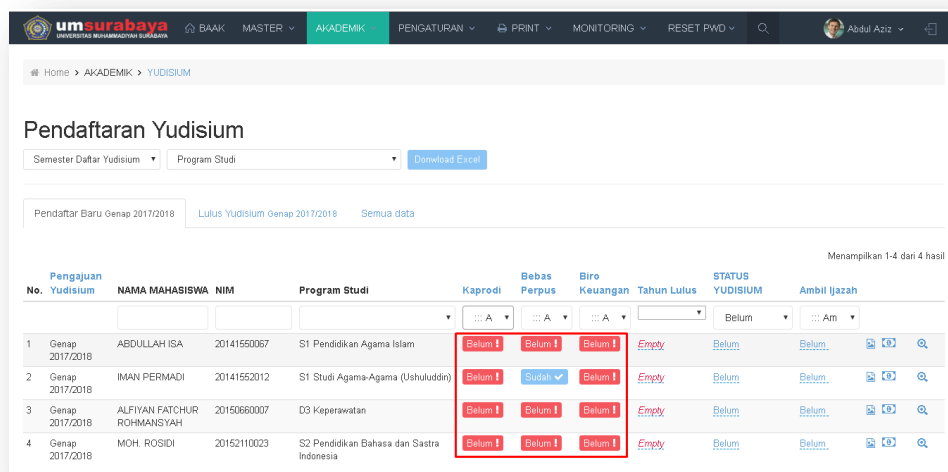 umsurabaya
UNIVERSITAS MUHAMMADIYAH SURABAYA
BAAK MASTER AKADEMIK PENGATURAN PRINT MONITORING RESET PWD Abdul Aziz
Home > AKADEMIK > YUDISIUM
Pendaftaran Yudisium
Semester Daftar Yudisium Program Studi Donwload Excel
Pendaftar Baru Genap 2017/2018 Lulus Yudisium Genap 2017/2018 Semua data
Menampilkan 1-4 dari 4 hasil
No. Pengajuan Yudisium NAMA MAHASISWA NIM Program Studi Kaprodi Bebas Perpus Biro Keuangan Tahun Lulus STATUS YUDISIUM Ambil Ijazah
::: A ::: A ::: A Belum ::: Am
1 Genap 2017/2018 ABDULLAH ISA 20141550067 S1 Pendidikan Agama Islam Belum ! Belum ! Belum ! Empty Belum Belum
2 Genap 2017/2018 IMAN PERMADI 20141552012 S1 Studi Agama-Agama (Ushuluddin) Belum ! Sudah ✓ Belum ! Empty Belum Belum
3 Genap 2017/2018 ALFIYAN FATCHUR ROHMANSYAH 20150660007 D3 Keperawatan Belum ! Belum ! Belum ! Empty Belum Belum
4 Genap 2017/2018 MOH. ROSIDI 20152110023 S2 Pendidikan Bahasa dan Sastra Indonesia Belum ! Belum ! Belum ! Empty Belum Belum